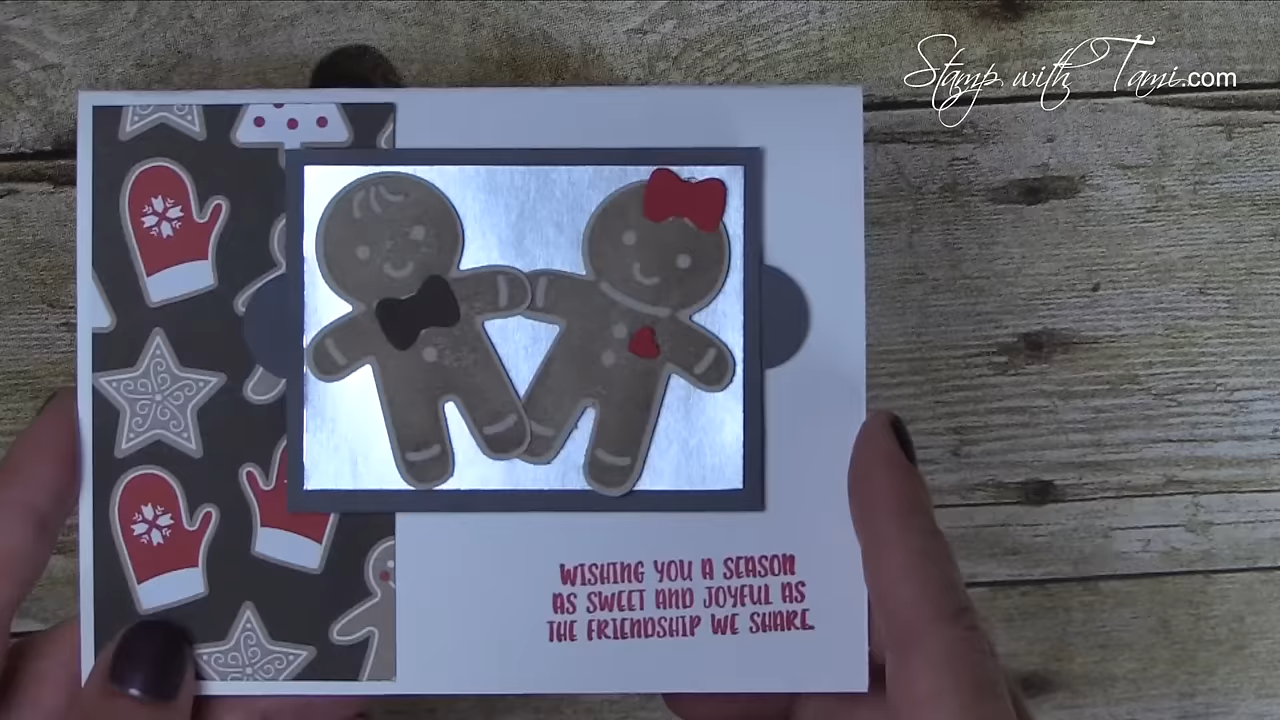 Stamp with Tami.com
WISHING YOU A SEASON
AS SWEET AND JOYFUL AS
THE FRIENDSHIP WE SHARE.